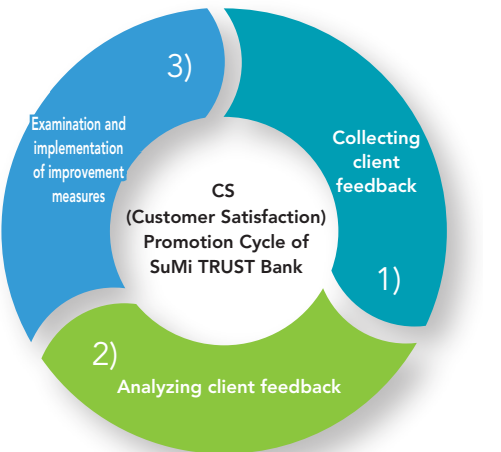 3)
Examination and
implementation
of improvement
measures
Collecting
client
feedback
1)
CS
(Customer Satisfaction)
Promotion Cycle of
SuMi TRUST Bank
2)
Analyzing client feedback